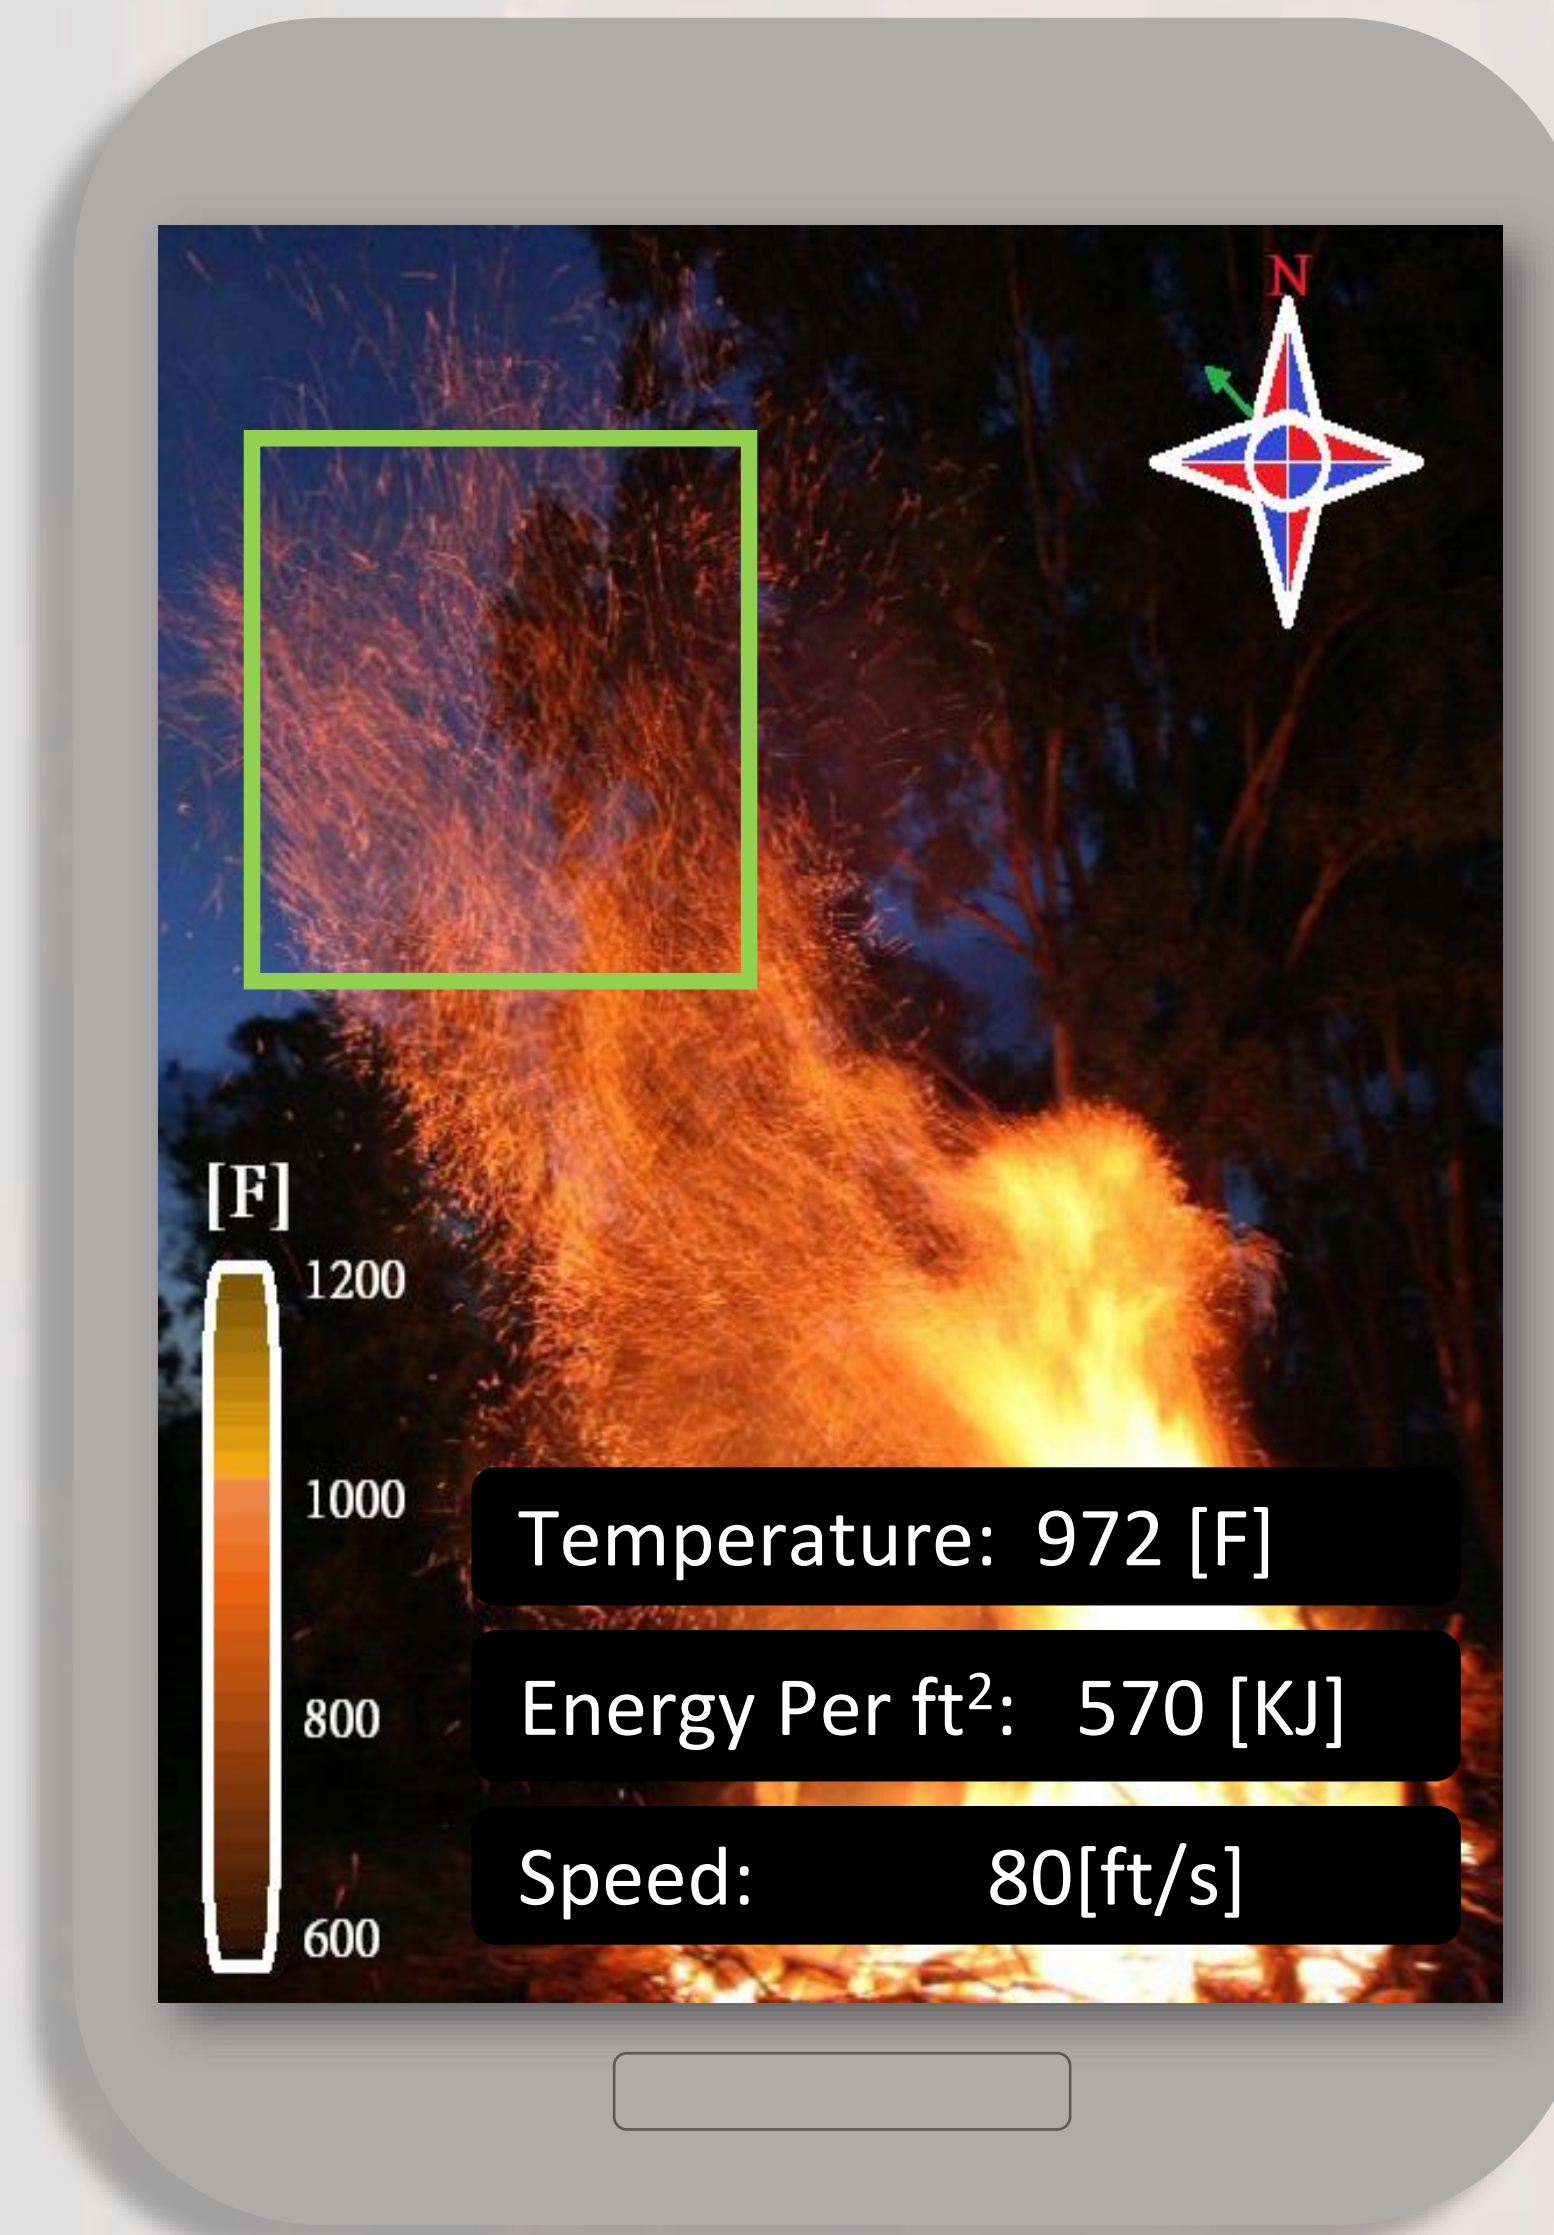 N
[F]
1200
1000
800
600
Temperature: 972 [F]
Energy Per ft²: 570 [KJ]
Speed: 80[ft/s]